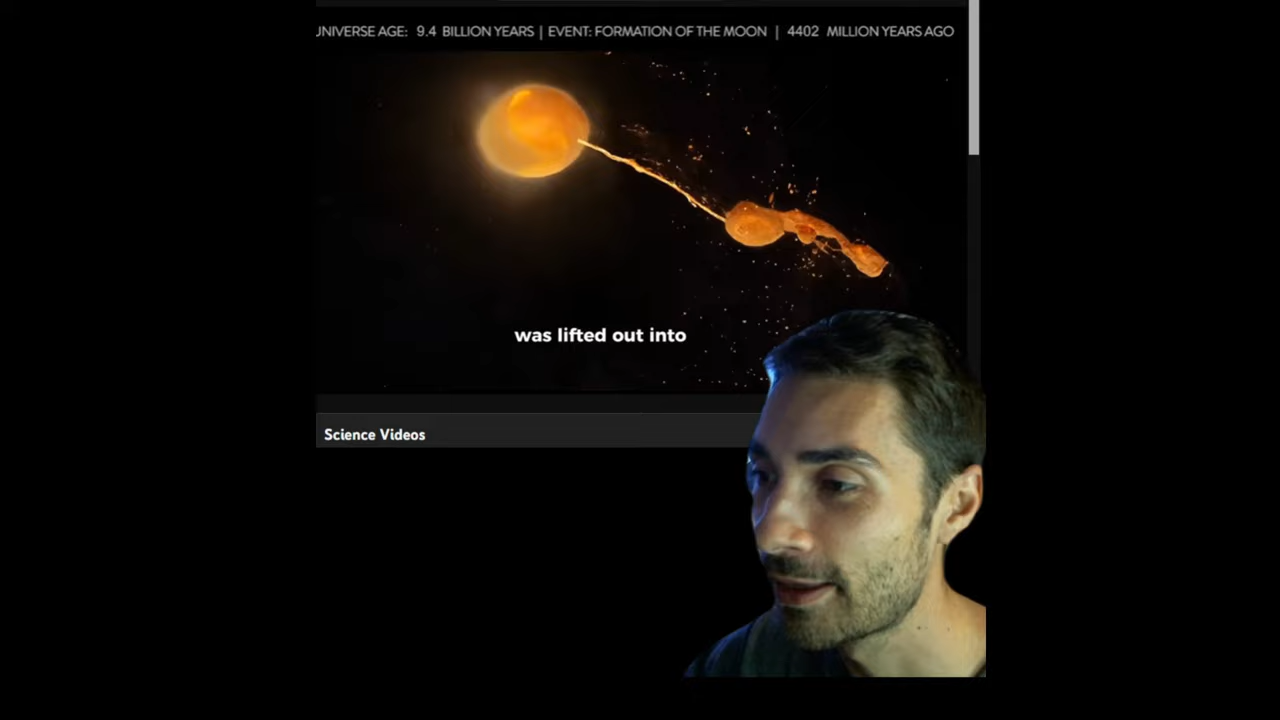 UNIVERSE AGE: 9.4 BILLION YEARS | EVENT: FORMATION OF THE MOON | 4402 MILLION YEARS AGO
was lifted out into
Science Videos